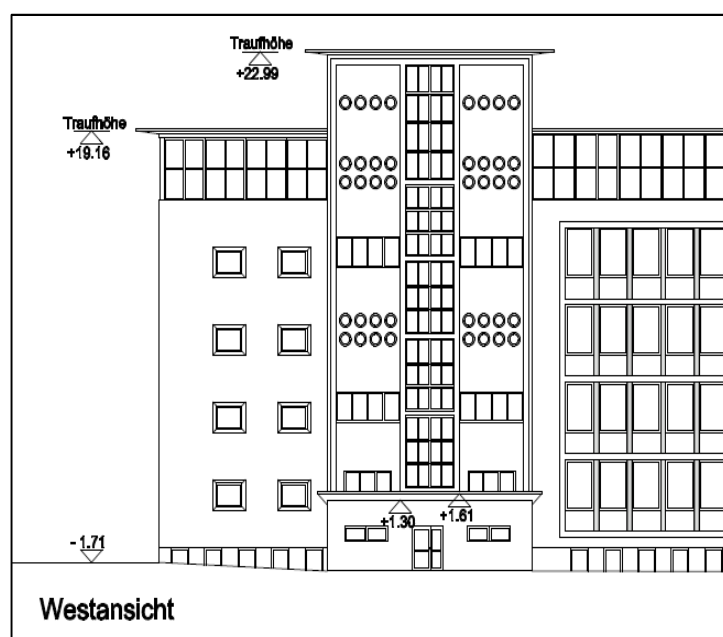 Traufhöhe
+22.99
Traufhöhe
+19.16
+1.30
+1.61
- 1.71
Westansicht